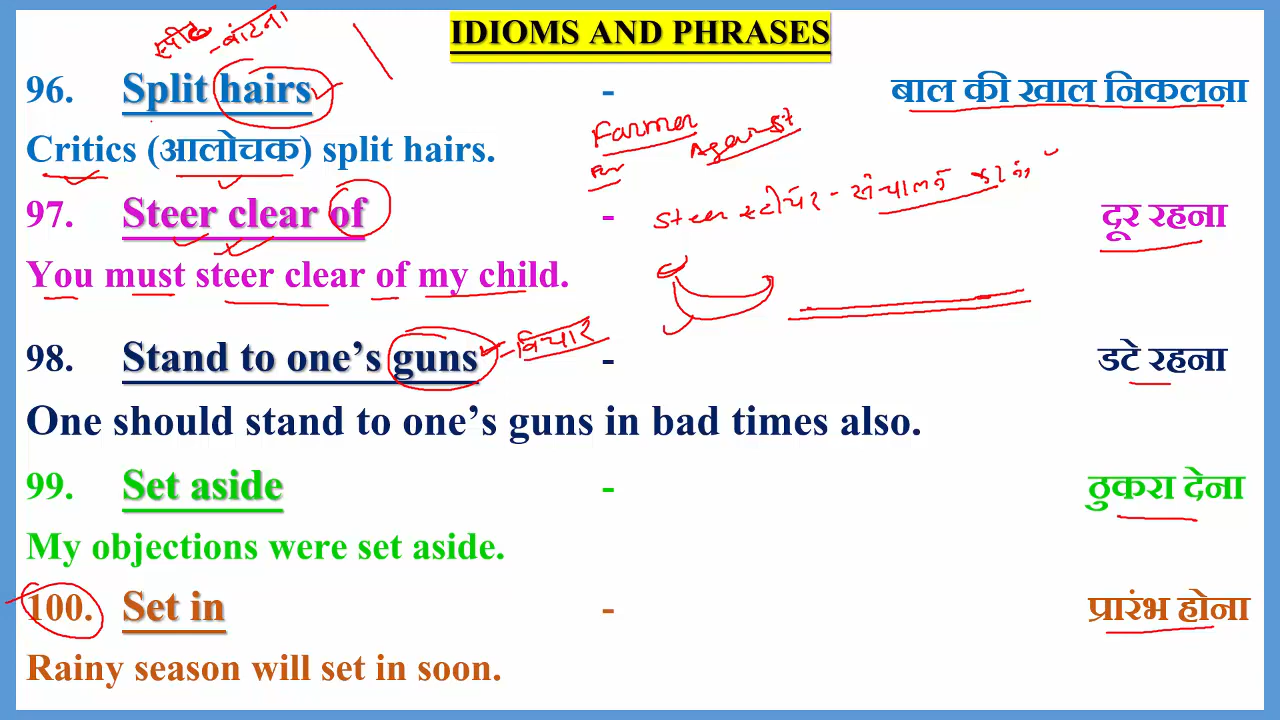 IDIOMS AND PHRASES
स्पीट - बांटना
96. Split hairs - बाल की खाल निकलना
Critics (आलोचक) split hairs.
Farmer Against
For
97. Steer clear of - दूर रहना
Steer स्टीयर - संचालन करना
You must steer clear of my child.
98. Stand to one’s guns - विचार - डटे रहना
One should stand to one’s guns in bad times also.
99. Set aside - ठुकरा देना
My objections were set aside.
100. Set in - प्रारंभ होना
Rainy season will set in soon.